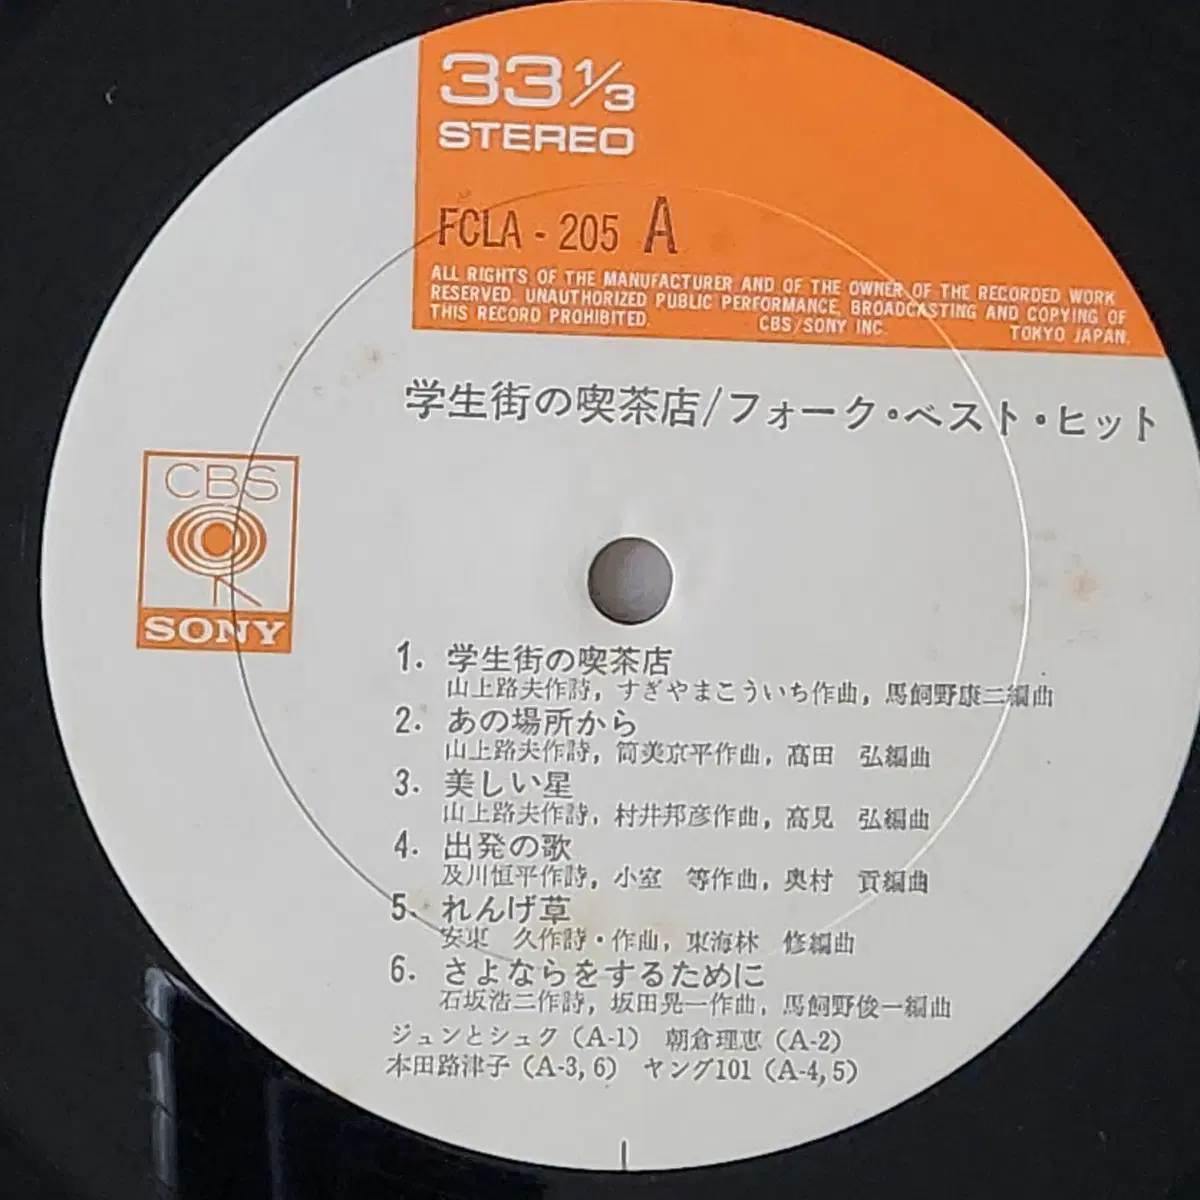 33 1/3
STEREO
FCLA - 205 A
ALL RIGHTS OF THE MANUFACTURER AND OF THE OWNER OF THE RECORDED WORK
RESERVED. UNAUTHORIZED PUBLIC PERFORMANCE, BROADCASTING AND COPYING OF
THIS RECORD PROHIBITED. CBS/SONY INC. TOKYO JAPAN.
学生街の喫茶店/フォーク・ベスト・ヒット
CBS
SONY
1. 学生街の喫茶店
山上路夫作詩, すぎやまこういち作曲, 馬飼野康二編曲
2. あの場所から
山上路夫作詩, 筒美京平作曲, 髙田 弘編曲
3. 美しい星
山上路夫作詩, 村井邦彦作曲, 高見 弘編曲
4. 出発の歌
及川恒平作詩, 小室 等作曲, 奥村 貢編曲
5. れんげ草
安東 久作詩・作曲, 東海林 修編曲
6. さよならをするために
石坂浩二作詩, 坂田晃一作曲, 馬飼野俊一編曲
ジュンとシュク (A-1) 朝倉理恵 (A-2)
本田路津子 (A-3, 6) ヤング101 (A-4, 5)